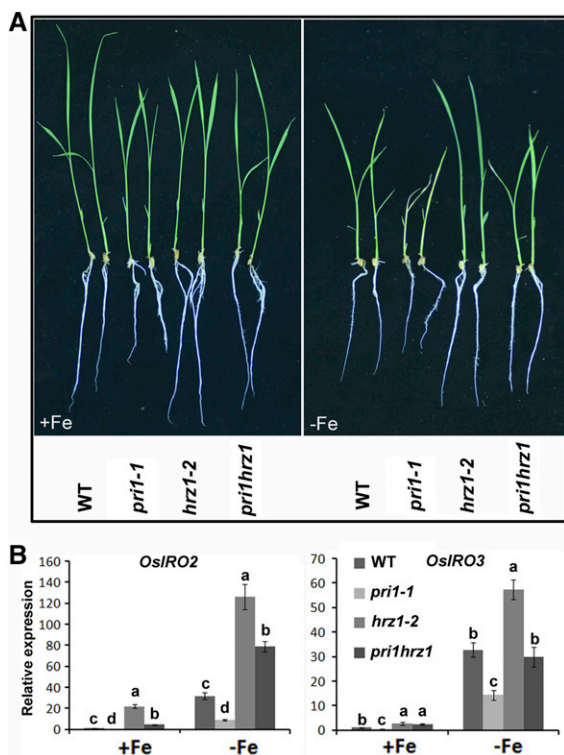 A
+Fe
-Fe
WT
pri1-1
hrz1-2
pri1hrz1
WT
pri1-1
hrz1-2
pri1hrz1
B
OsIRO2
Relative expression
160
140
120
100
80
60
40
20
0
c
d
a
b
c
d
a
b
+Fe
-Fe
OsIRO3
70
60
50
40
30
20
10
0
WT
pri1-1
hrz1-2
pri1hrz1
b
c
a
a
b
c
a
b
+Fe
-Fe